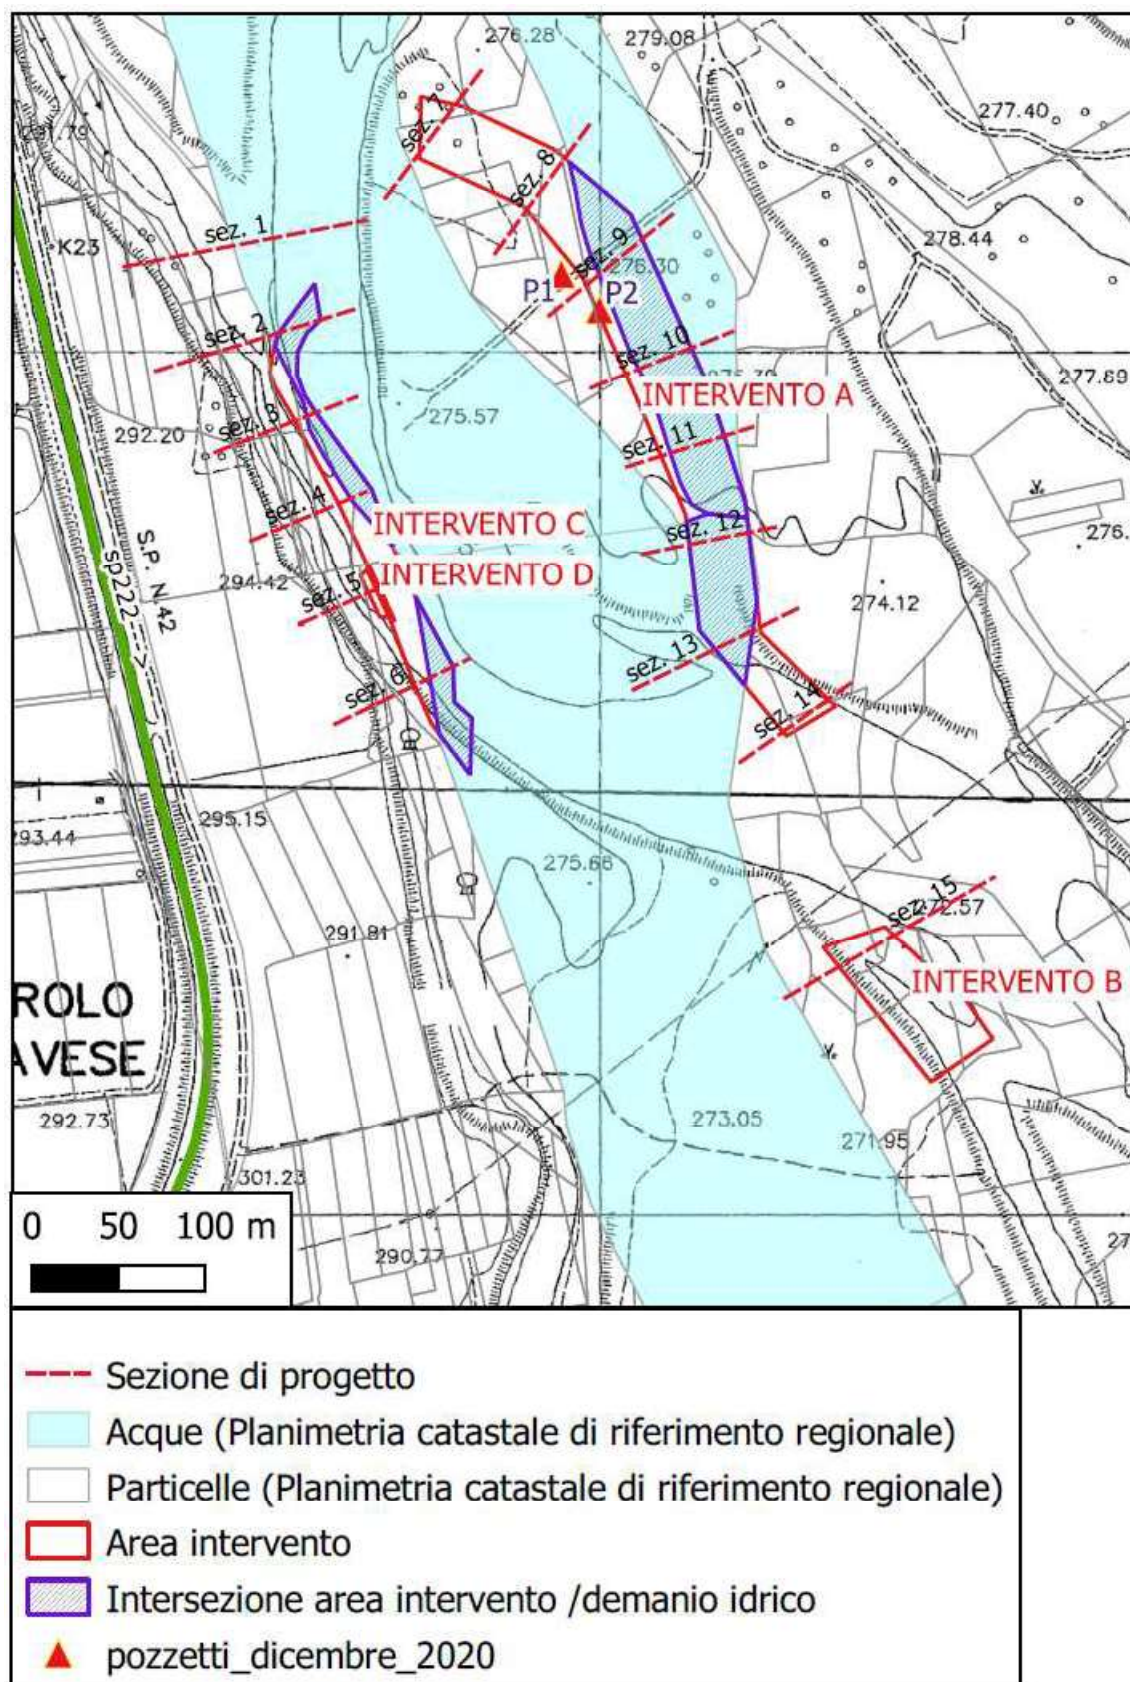 276.28
279.08
277.40
291.79
sez. 7
sez. 8
sez. 1
K23
278.44
sez. 9
276.30
P1
P2
sez. 2
sez. 10
277.89
INTERVENTO A
275.57
292.20
sez. 3
sez. 11
sez. 4
INTERVENTO C
sez. 12
276.
S.P. N.42
sp222
294.42
sez. 5
INTERVENTO D
274.12
sez. 13
sez. 6
sez. 14
295.15
293.44
275.66
sez. 15
272.57
291.81
INTERVENTO B
ROLO
AVESE
292.73
273.05
271.95
301.23
290.77
27
0 50 100 m
Sezione di progetto
Acque (Planimetria catastale di riferimento regionale)
Particelle (Planimetria catastale di riferimento regionale)
Area intervento
Intersezione area intervento /demanio idrico
pozzetti_dicembre_2020